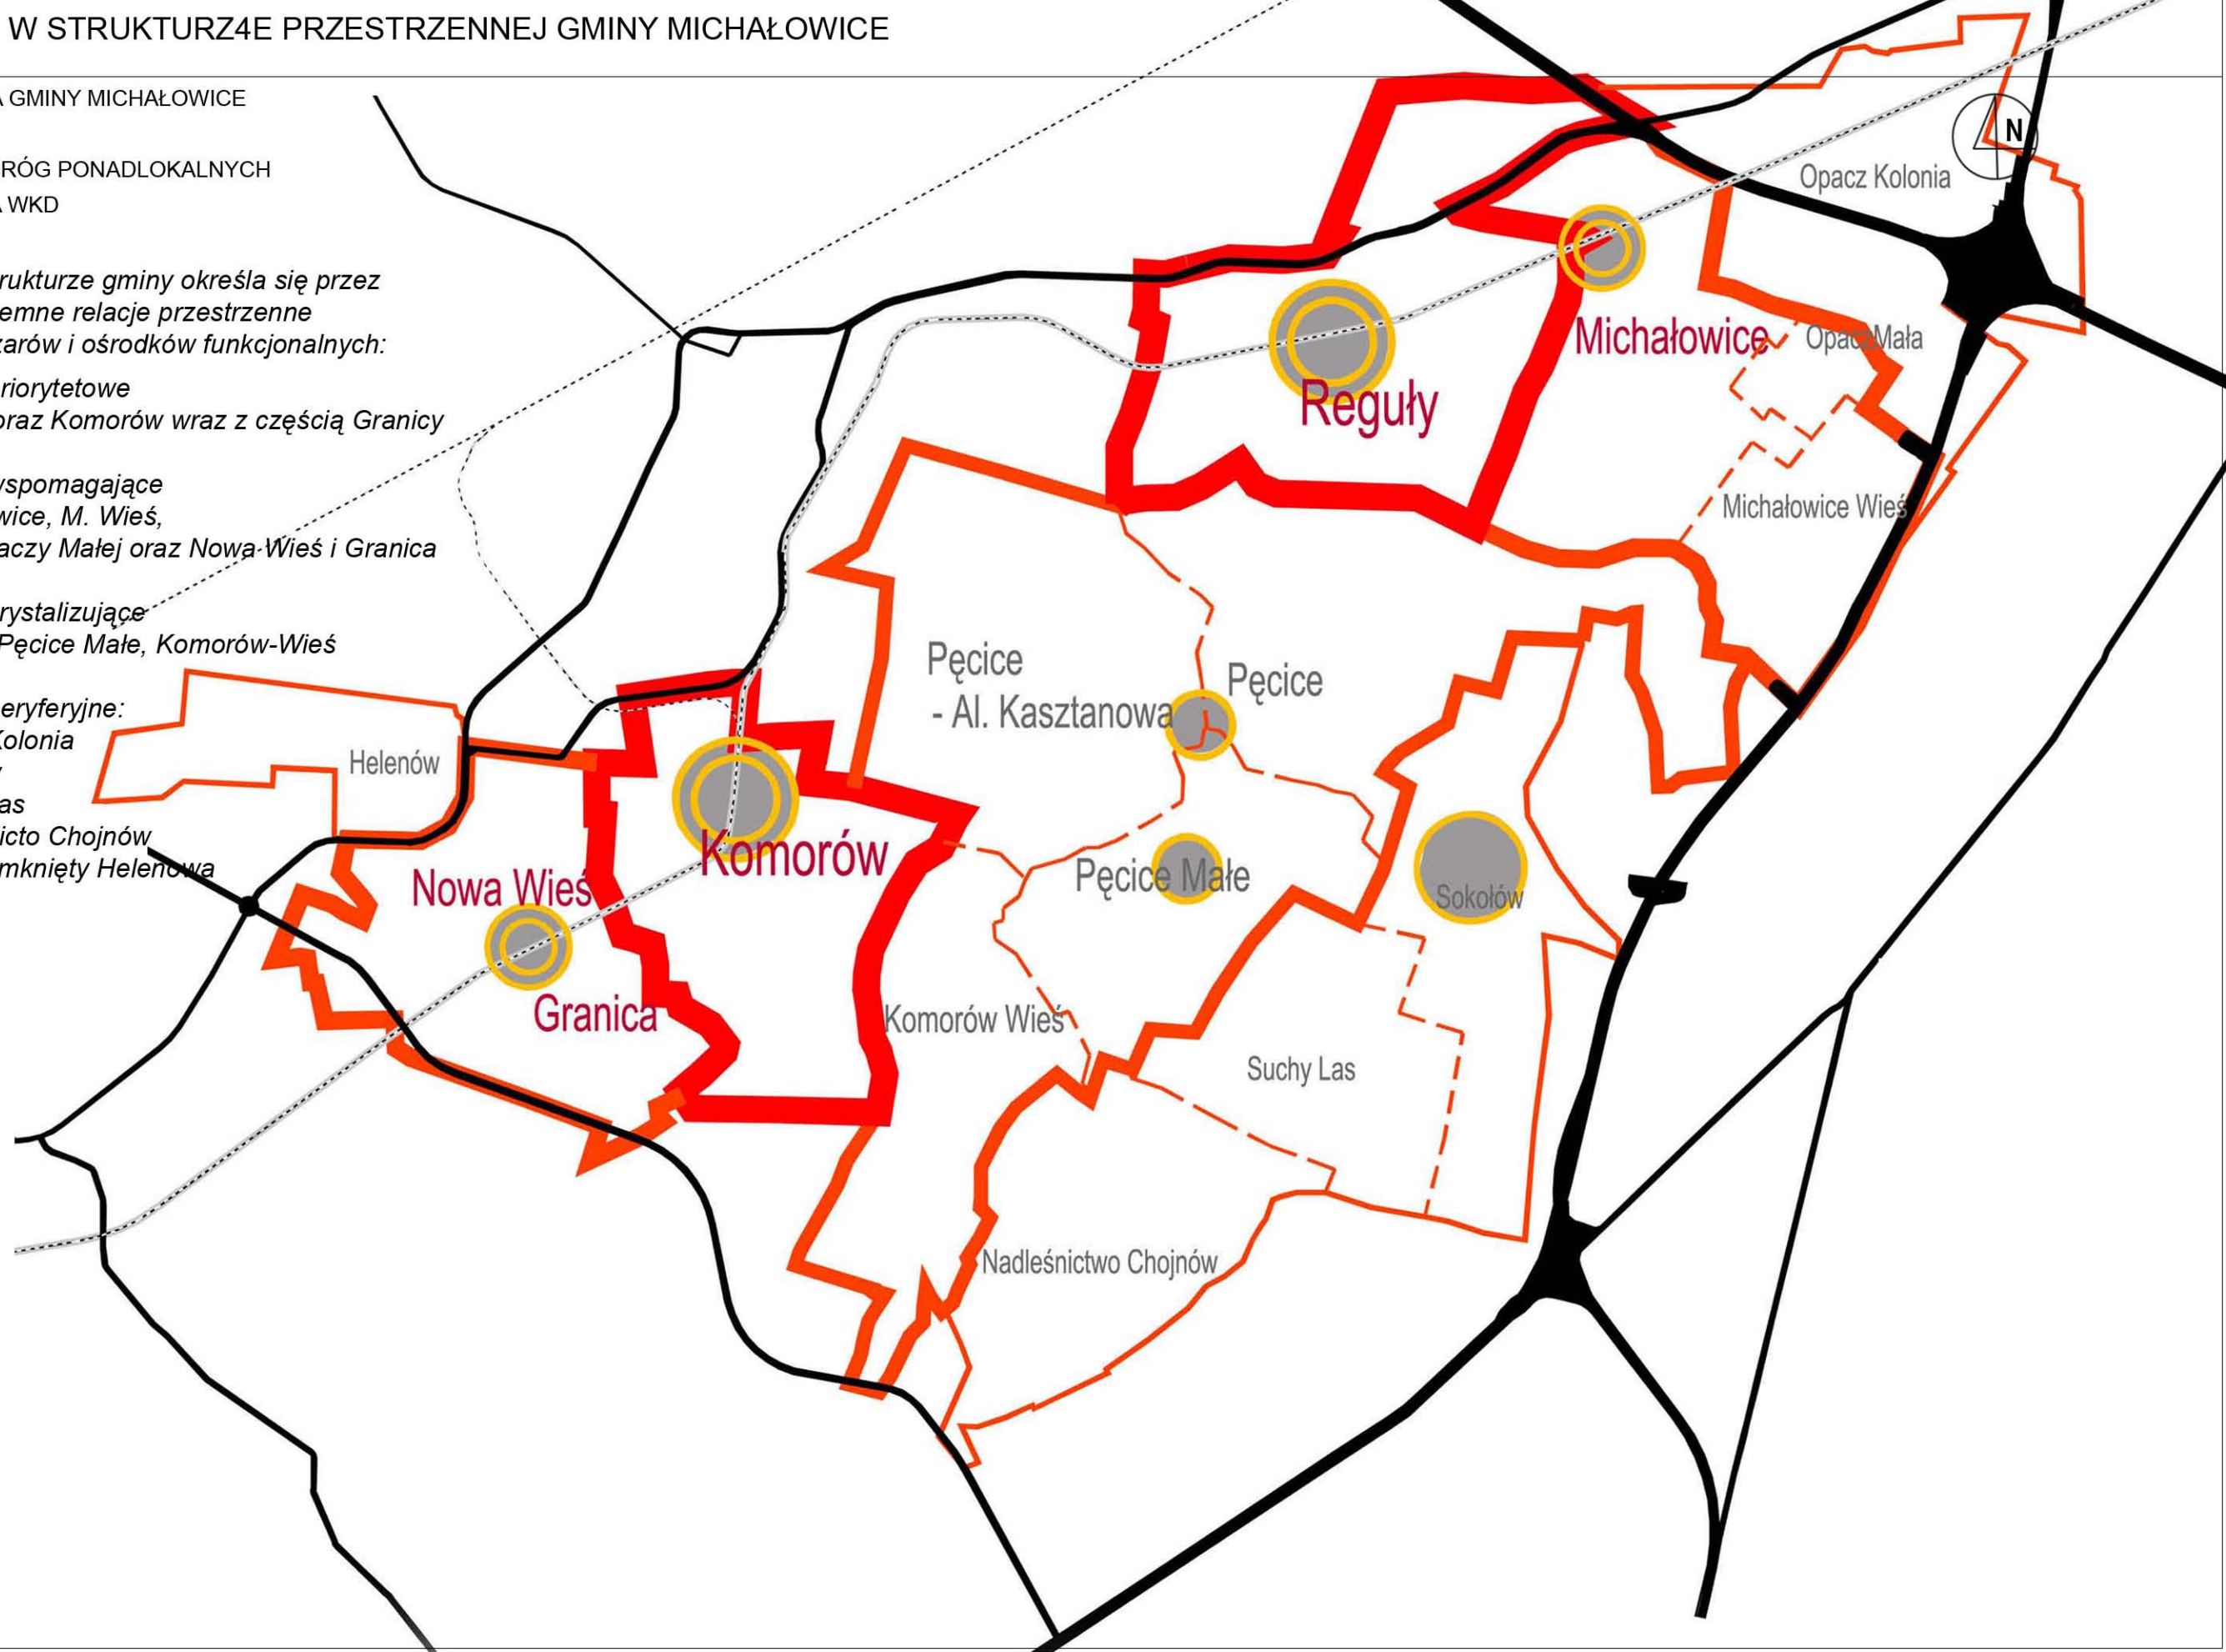 W STRUKTURZ4E PRZESTRZENNEJ GMINY MICHAŁOWICE
A GMINY MICHAŁOWICE
RÓG PONADLOKALNYCH
A WKD
rukturze gminy określa się przez
emne relacje przestrzenne
zarów i ośrodków funkcjonalnych:
riorytetowe
oraz Komorów wraz z częścią Granicy
wspomagające
wice, M. Wieś,
aczy Małej oraz Nowa Wieś i Granica
rystalizujące
Pęcice Małe, Komorów-Wieś
eryferyjne:
Kolonia
as
icto Chojnów
mknięty Helenowa
N
Opacz Kolonia
Michałowice
Opacz Mała
Reguły
Michałowice Wieś
Pęcice
- Al. Kasztanowa
Pęcice
Helenów
Komorów
Nowa Wieś
Pęcice Małe
Sokołów
Granica
Komorów Wieś
Suchy Las
Nadleśnictwo Chojnów